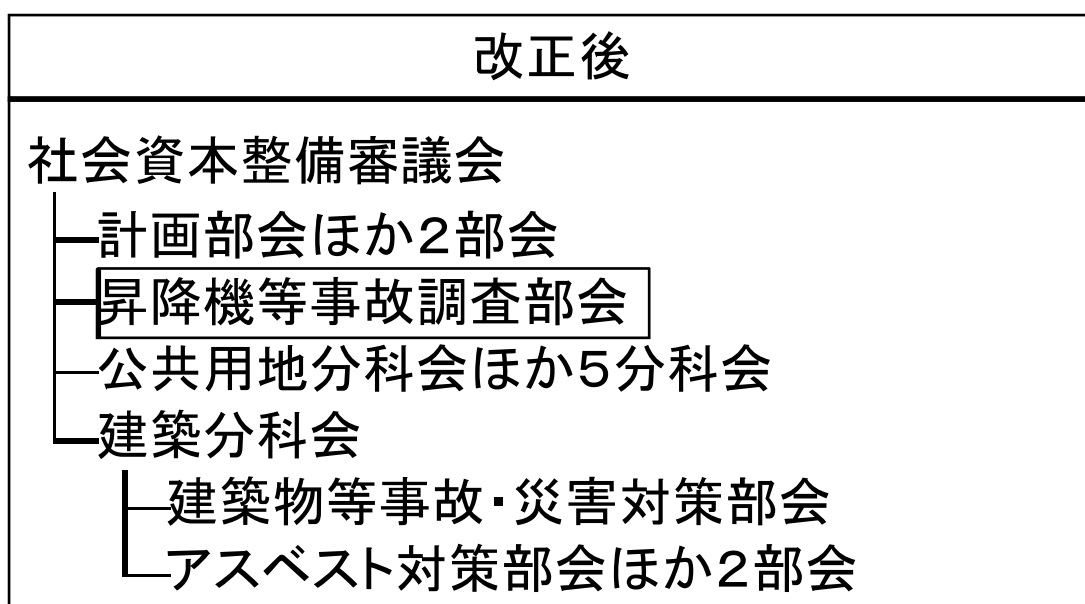 改正後
社会資本整備審議会
計画部会ほか２部会
昇降機等事故調査部会
公共用地分科会ほか５分科会
建築分科会
建築物等事故・災害対策部会
アスベスト対策部会ほか２部会